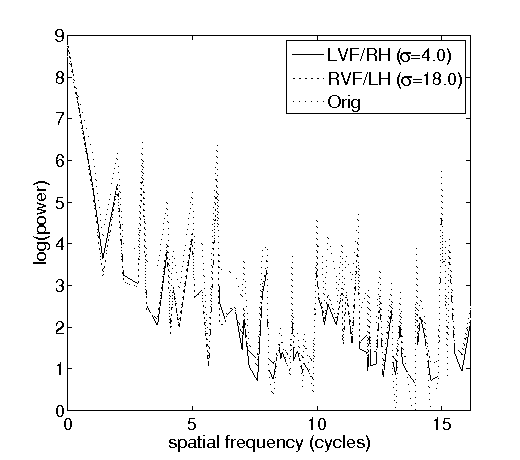 LVF/RH (σ=4.0)
RVF/LH (σ=18.0)
Orig
9
8
7
6
5
4
3
2
1
0
log(power)
0 5 10 15
spatial frequency (cycles)